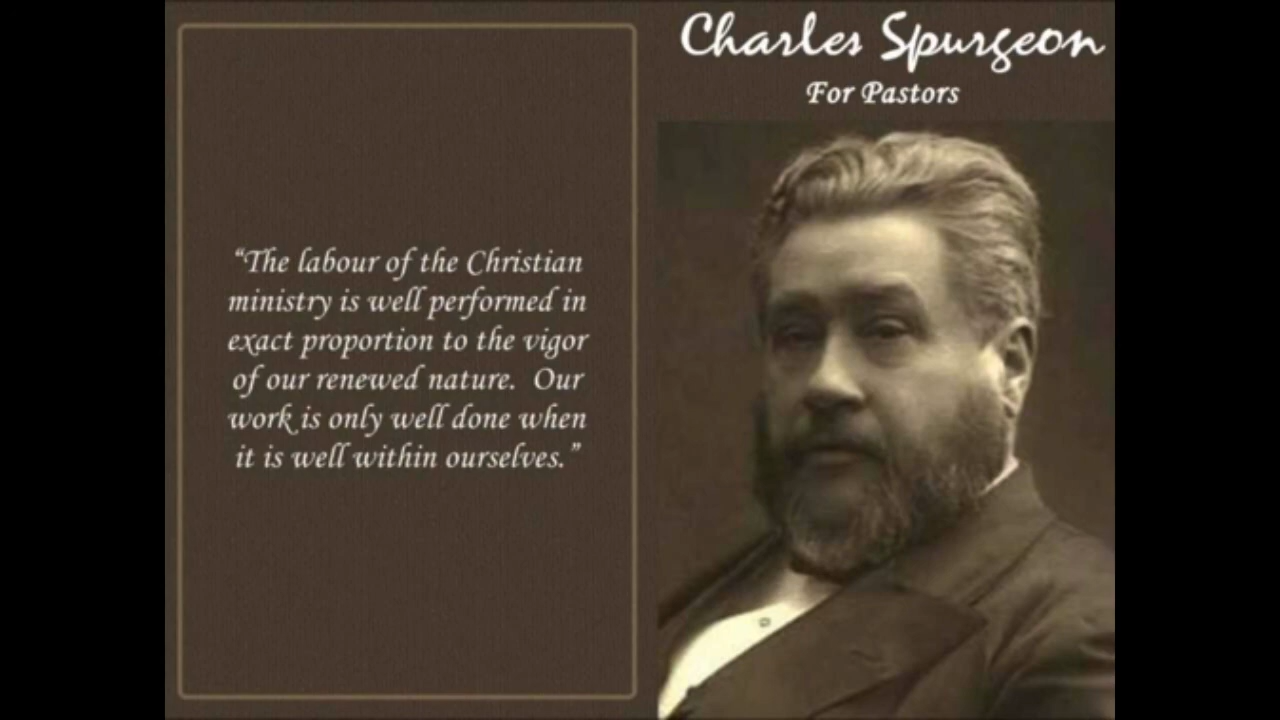 Charles Spurgeon
For Pastors
“The labour of the Christian
ministry is well performed in
exact proportion to the vigor
of our renewed nature.  Our
work is only well done when
it is well within ourselves.”